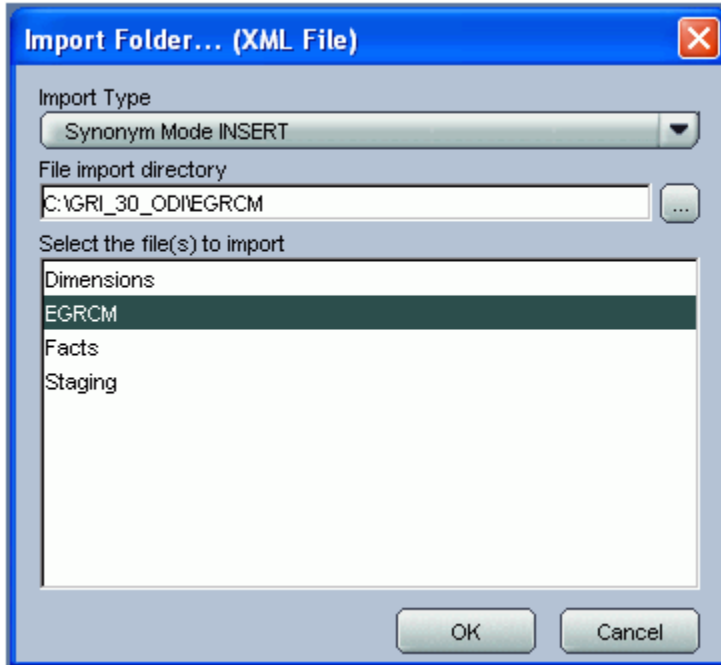 Import Folder... (XML File)
Import Type
Synonym Mode INSERT
File import directory
C:\GRI_30_ODI\EGRCM
...
Select the file(s) to import
Dimensions
EGRCM
Facts
Staging
OK
Cancel